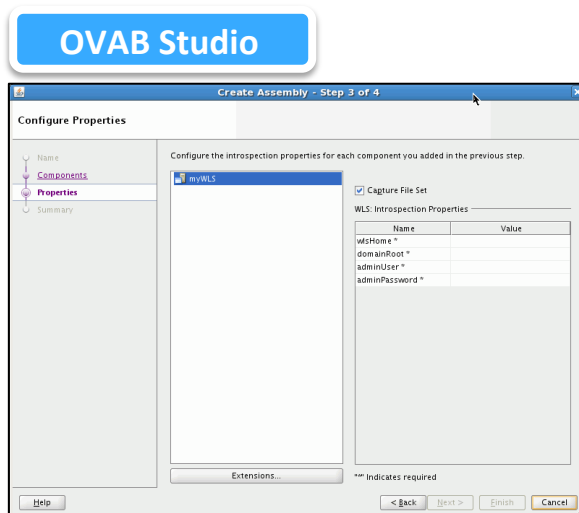 OVAB Studio
Create Assembly - Step 3 of 4
Configure Properties
Name
Components
Properties
Summary
Configure the introspection properties for each component you added in the previous step.
myWLS
Capture File Set
WLS: Introspection Properties
Name Value
wlsHome *
domainRoot *
adminUser *
adminPassword *
Extensions...
"*" Indicates required
Help
< Back Next > Finish Cancel